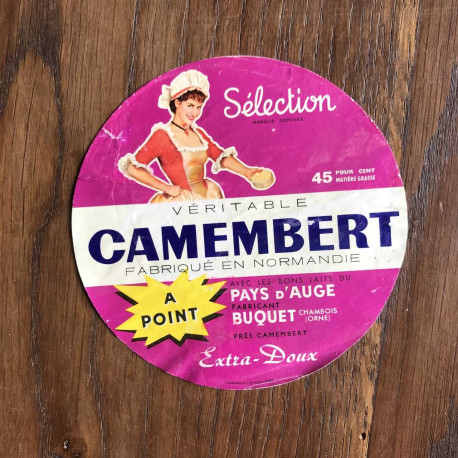 Sélection
MARQUE DÉPOSÉE
45 POUR CENT
MATIÈRE GRASSE
VÉRITABLE
CAMEMBERT
FABRIQUÉ EN NORMANDIE
A
POINT
AVEC LES BONS LAITS DU
PAYS D'AUGE
FABRICANT
BUQUET CHAMBOIS
(ORNE)
PRÈS CAMEMBERT
Extra-Doux